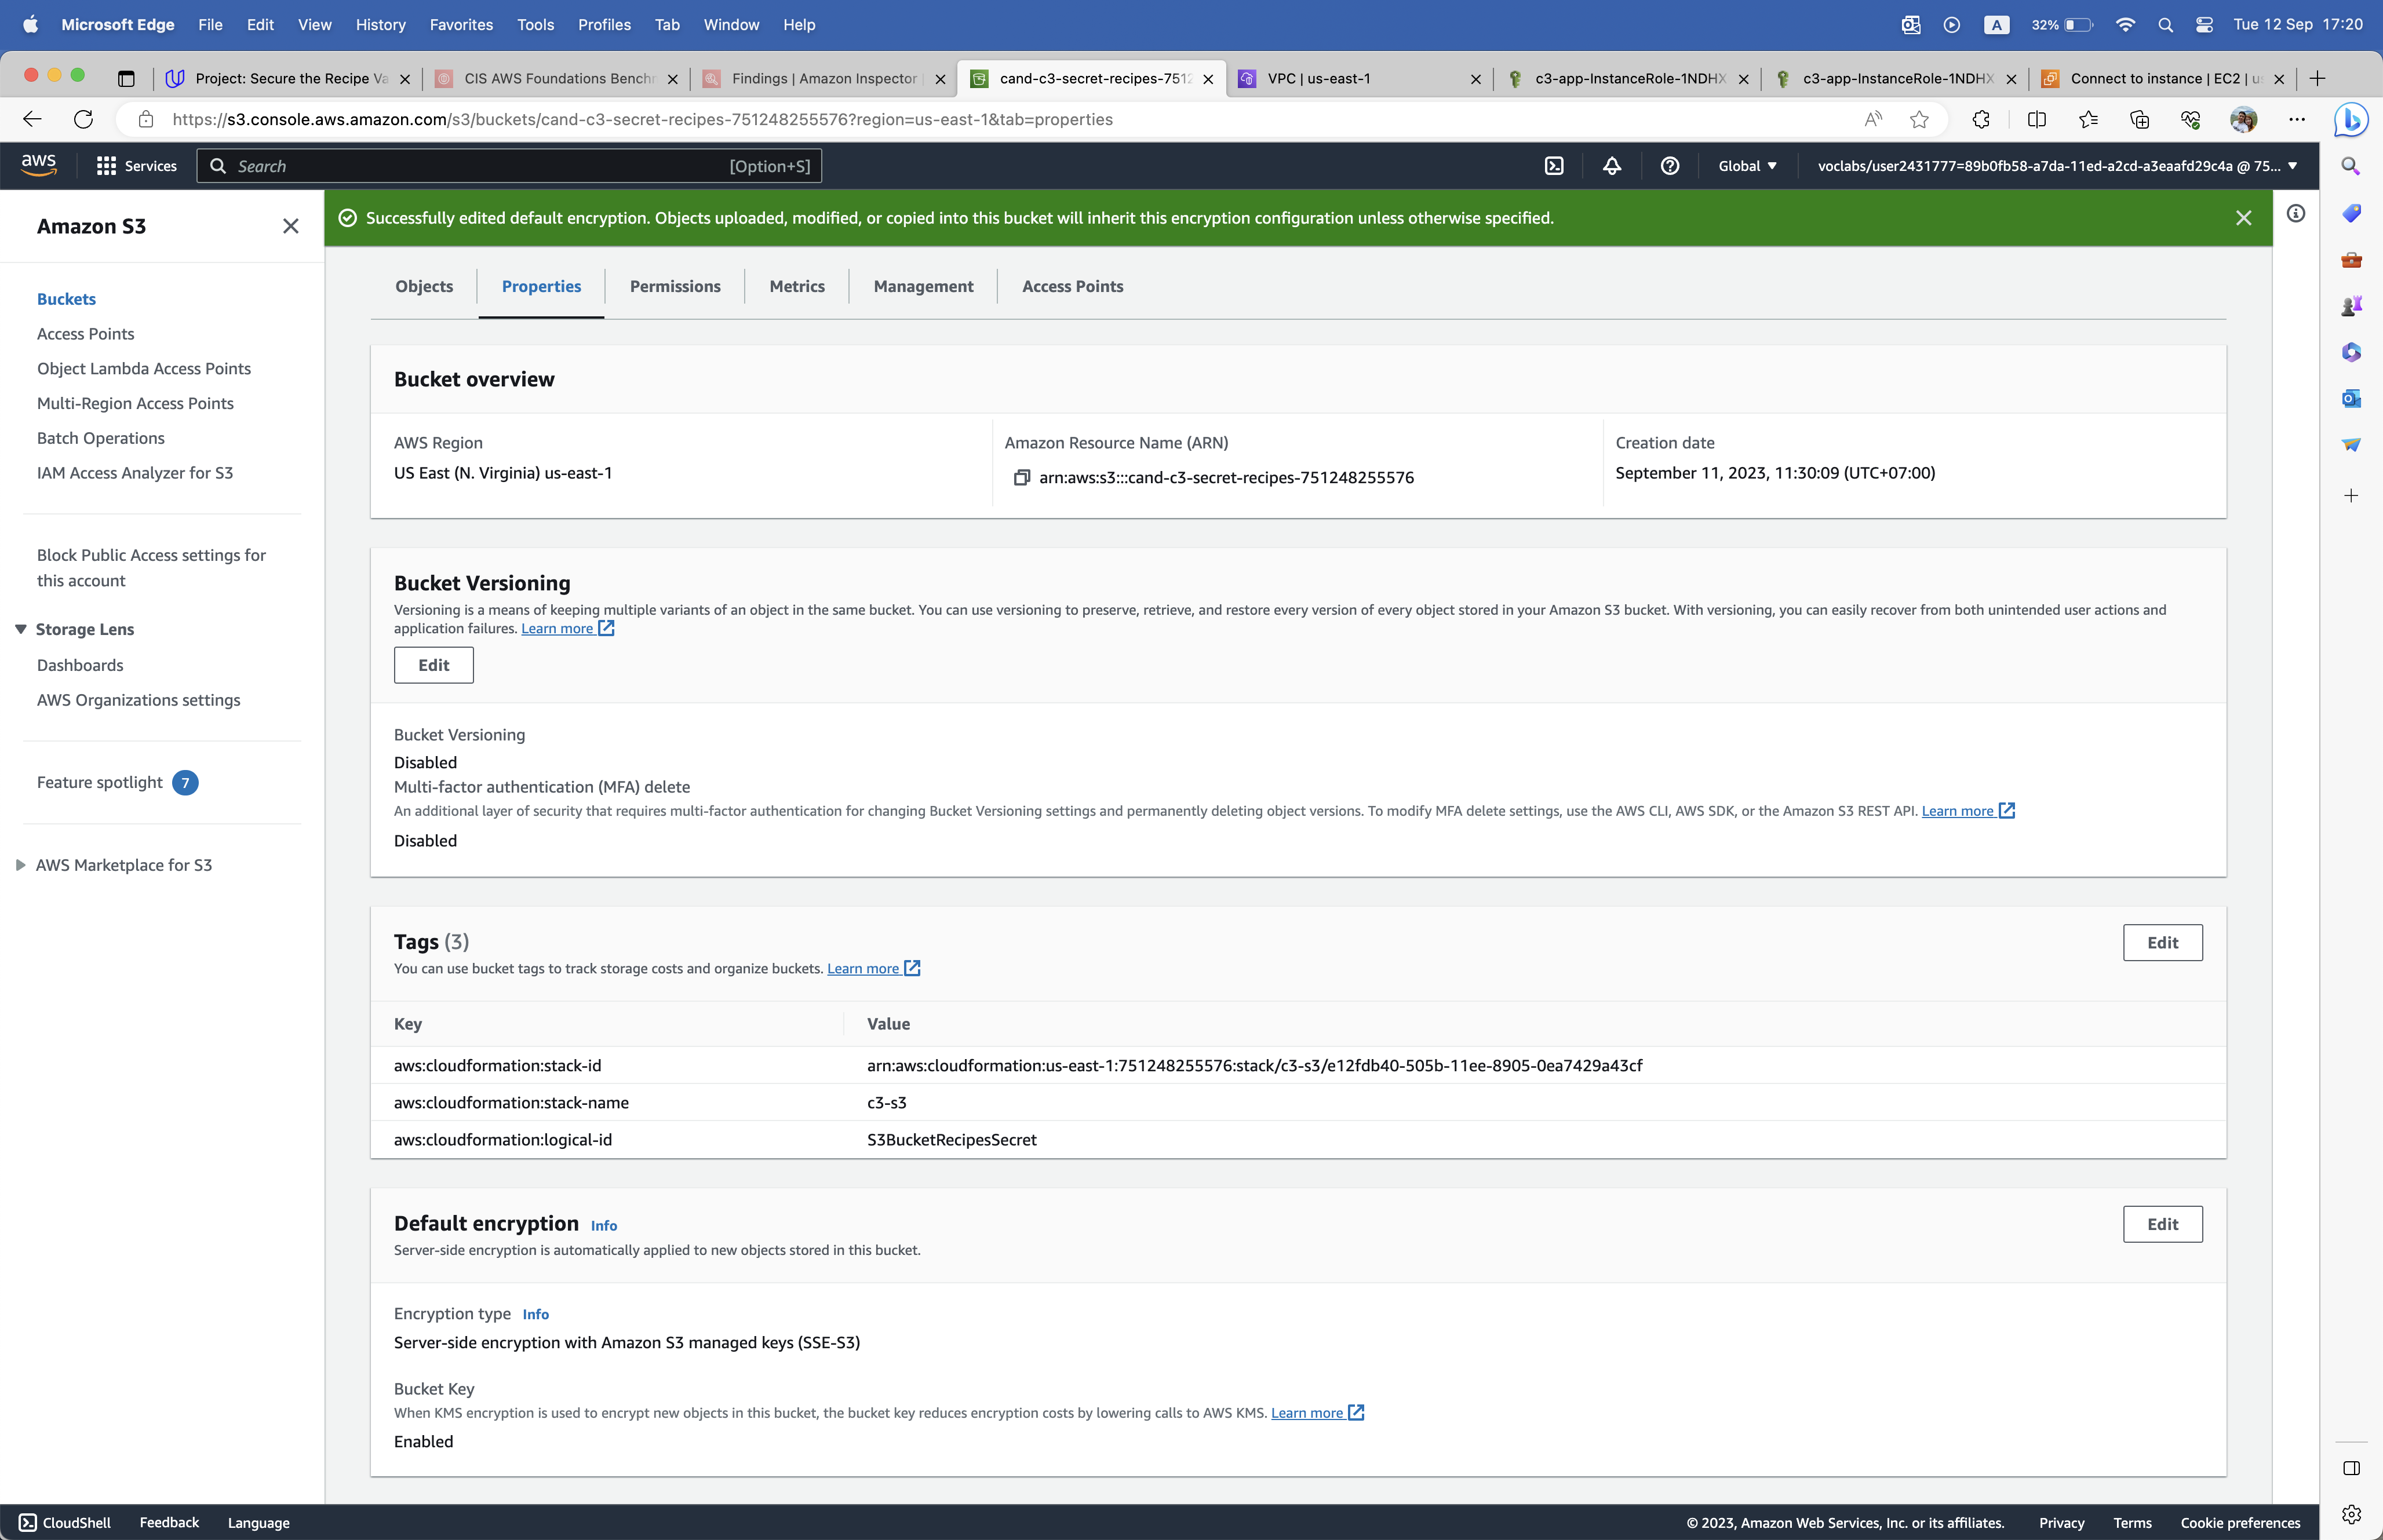 Microsoft Edge File Edit View History Favorites Tools Profiles Tab Window Help
A 32% Tue 12 Sep 17:20
Project: Secure the Recipe Va
CIS AWS Foundations Benchm
Findings | Amazon Inspector
cand-c3-secret-recipes-7512
VPC | us-east-1
c3-app-InstanceRole-1NDHX
c3-app-InstanceRole-1NDHX
Connect to instance | EC2 | us
https://s3.console.aws.amazon.com/s3/buckets/cand-c3-secret-recipes-751248255576?region=us-east-1&tab=properties
aws Services Search [Option+S] Global voclabs/user2431777=89b0fb58-a7da-11ed-a2cd-a3eaafd29c4a @ 75...
Amazon S3
Buckets
Access Points
Object Lambda Access Points
Multi-Region Access Points
Batch Operations
IAM Access Analyzer for S3
Block Public Access settings for
this account
Storage Lens
Dashboards
AWS Organizations settings
Feature spotlight 7
AWS Marketplace for S3
Successfully edited default encryption. Objects uploaded, modified, or copied into this bucket will inherit this encryption configuration unless otherwise specified.
Objects Properties Permissions Metrics Management Access Points
Bucket overview
AWS Region
US East (N. Virginia) us-east-1
Amazon Resource Name (ARN)
arn:aws:s3:::cand-c3-secret-recipes-751248255576
Creation date
September 11, 2023, 11:30:09 (UTC+07:00)
Bucket Versioning
Versioning is a means of keeping multiple variants of an object in the same bucket. You can use versioning to preserve, retrieve, and restore every version of every object stored in your Amazon S3 bucket. With versioning, you can easily recover from both unintended user actions and
application failures. Learn more
Edit
Bucket Versioning
Disabled
Multi-factor authentication (MFA) delete
An additional layer of security that requires multi-factor authentication for changing Bucket Versioning settings and permanently deleting object versions. To modify MFA delete settings, use the AWS CLI, AWS SDK, or the Amazon S3 REST API. Learn more
Disabled
Tags (3)
Edit
You can use bucket tags to track storage costs and organize buckets. Learn more
Key Value
aws:cloudformation:stack-id arn:aws:cloudformation:us-east-1:751248255576:stack/c3-s3/e12fdb40-505b-11ee-8905-0ea7429a43cf
aws:cloudformation:stack-name c3-s3
aws:cloudformation:logical-id S3BucketRecipesSecret
Default encryption Info
Edit
Server-side encryption is automatically applied to new objects stored in this bucket.
Encryption type Info
Server-side encryption with Amazon S3 managed keys (SSE-S3)
Bucket Key
When KMS encryption is used to encrypt new objects in this bucket, the bucket key reduces encryption costs by lowering calls to AWS KMS. Learn more
Enabled
CloudShell Feedback Language © 2023, Amazon Web Services, Inc. or its affiliates. Privacy Terms Cookie preferences